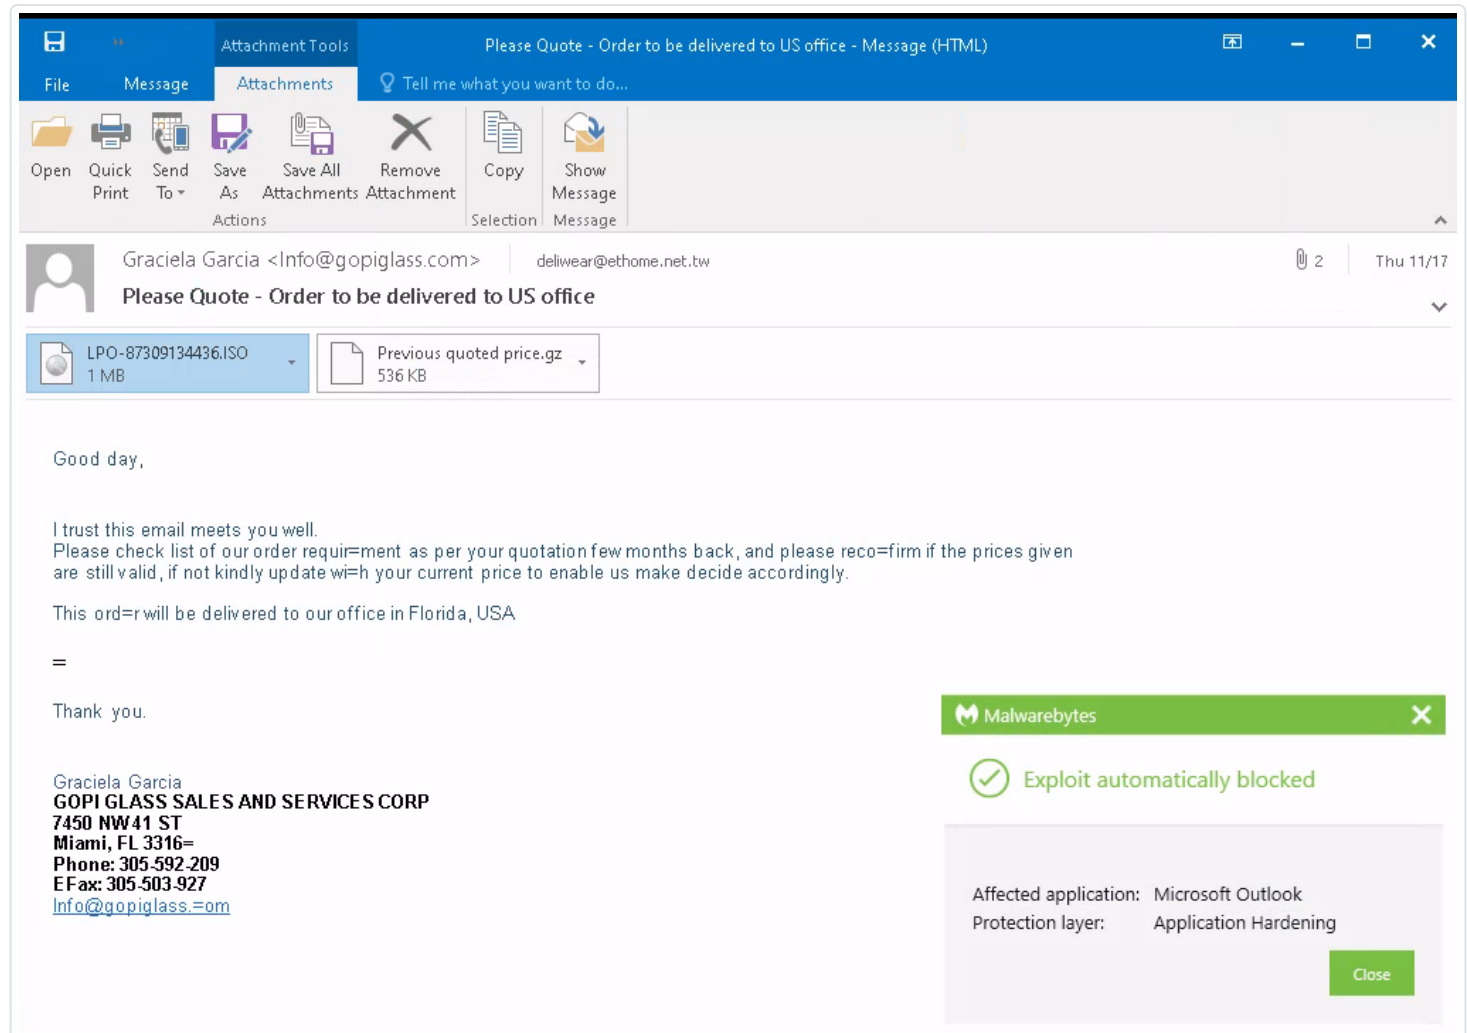 Attachment Tools
Please Quote - Order to be delivered to US office - Message (HTML)
File
Message
Attachments
Tell me what you want to do...
Open
Quick Print
Send To
Save As
Save All Attachments
Remove Attachment
Copy
Show Message
Actions
Selection
Message
Graciela Garcia <Info@gopiglass.com>
deliwear@ethome.net.tw
2
Thu 11/17
Please Quote - Order to be delivered to US office
LPO-87309134436.ISO
1 MB
Previous quoted price.gz
536 KB
Good day,
I trust this email meets you well.
Please check list of our order requir=ment as per your quotation few months back, and please reco=firm if the prices given
are still valid, if not kindly update wi=h your current price to enable us make decide accordingly.
This ord=r will be delivered to our office in Florida, USA
=
Thank you.
Graciela Garcia
GOPI GLASS SALES AND SERVICES CORP
7450 NW 41 ST
Miami, FL 3316=
Phone: 305-592-209
EFax: 305-503-927
Info@gopiglass.=om
Malwarebytes
Exploit automatically blocked
Affected application: Microsoft Outlook
Protection layer: Application Hardening
Close